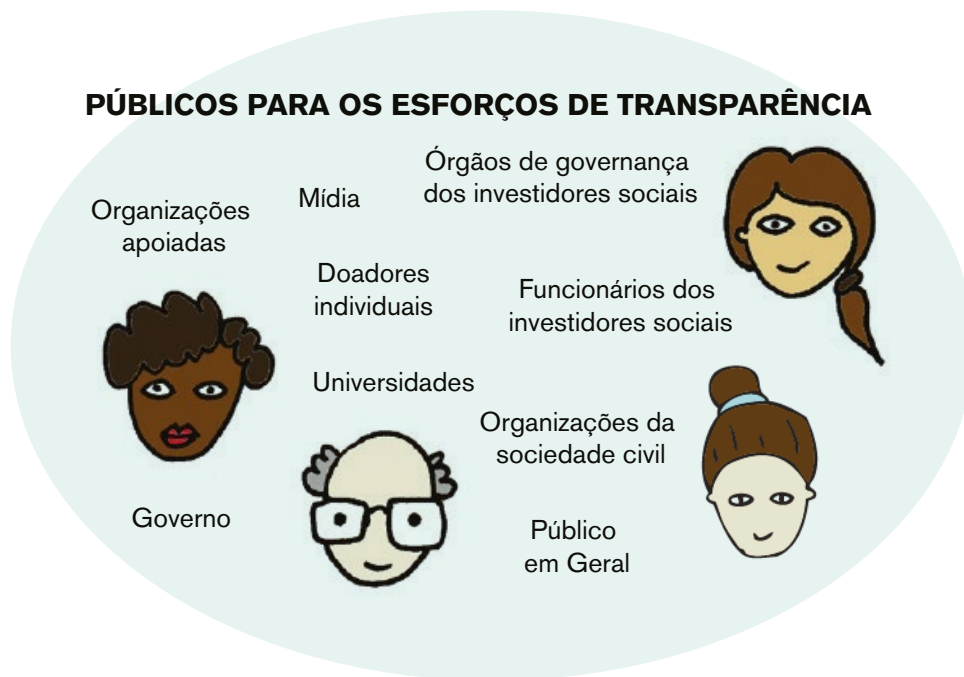 PÚBLICOS PARA OS ESFORÇOS DE TRANSPARÊNCIA
Órgãos de governança
dos investidores sociais
Mídia
Organizações
apoiadas
Doadores
individuais
Funcionários dos
investidores sociais
Universidades
Organizações da
sociedade civil
Governo
Público
em Geral